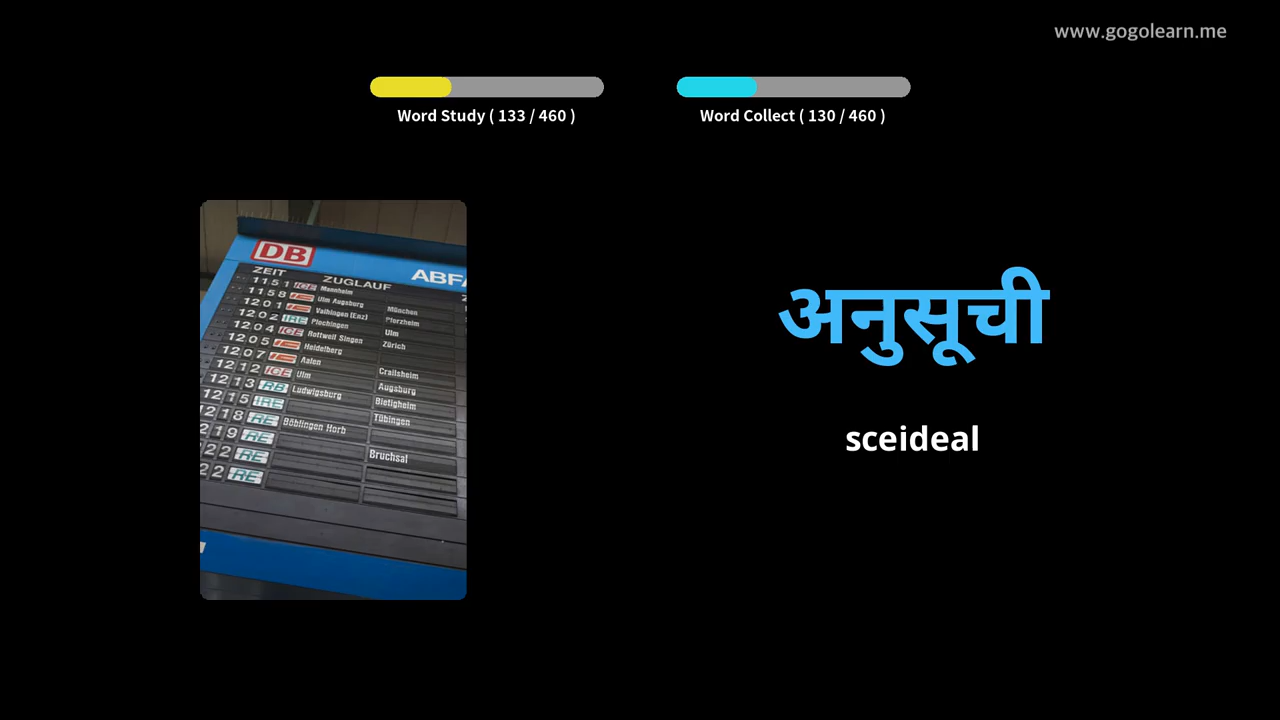 www.gogolearn.me
Word Study ( 133 / 460 )
Word Collect ( 130 / 460 )
अनुसूची
sceideal
DB
ZEIT ZUGLAUF ABFA
1151 ICE Mannheim
1158 Ulm Augsburg München
1201 Vaihingen (Enz) Pforzheim
1202 IRE Plochingen Ulm
1204 ICE Rottweil Singen Zürich
1205 Heidelberg
1207 Aalen Crailsheim
1212 ICE Ulm Augsburg
1213 RB Ludwigsburg Bietigheim
1215 IRE Tübingen
1218 RE Böblingen Horb
219 RE
22 RE Bruchsal
22 RE